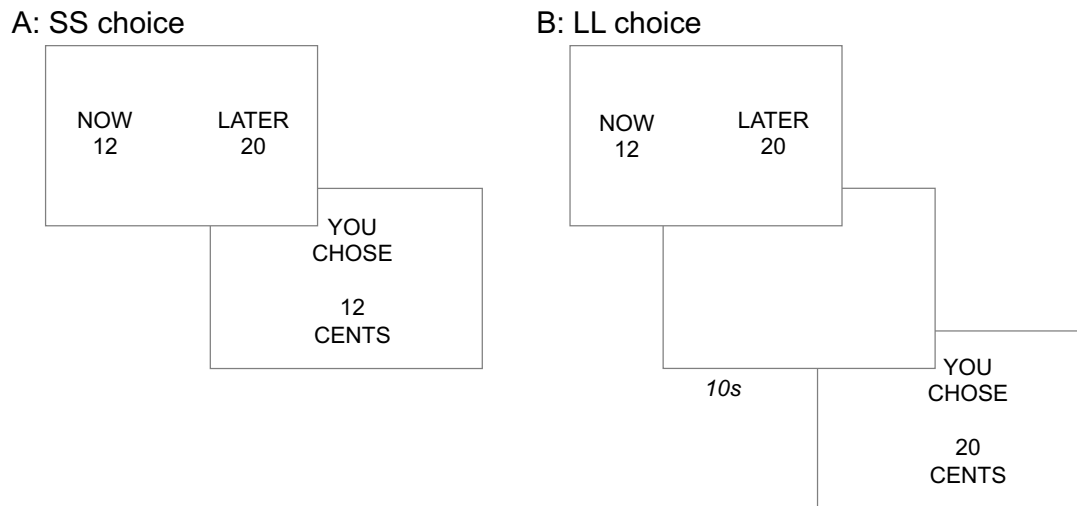 A: SS choice
NOW LATER
12 20
YOU
CHOSE
12
CENTS
B: LL choice
NOW LATER
12 20
10s
YOU
CHOSE
20
CENTS